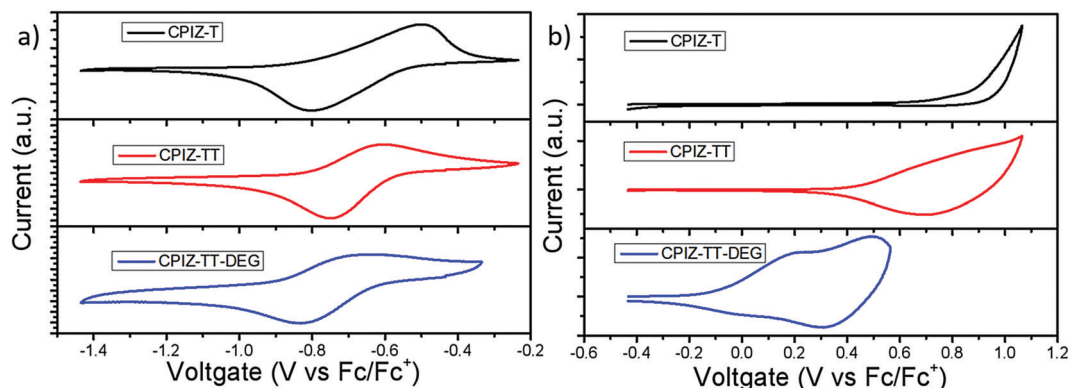 a)
CPIZ-T
CPIZ-TT
CPIZ-TT-DEG
Current (a.u.)
-1.4 -1.2 -1.0 -0.8 -0.6 -0.4 -0.2
Voltgate (V vs Fc/Fc+)
b)
CPIZ-T
CPIZ-TT
CPIZ-TT-DEG
Current (a.u.)
-0.6 -0.4 -0.2 0.0 0.2 0.4 0.6 0.8 1.0 1.2
Voltgate (V vs Fc/Fc+)